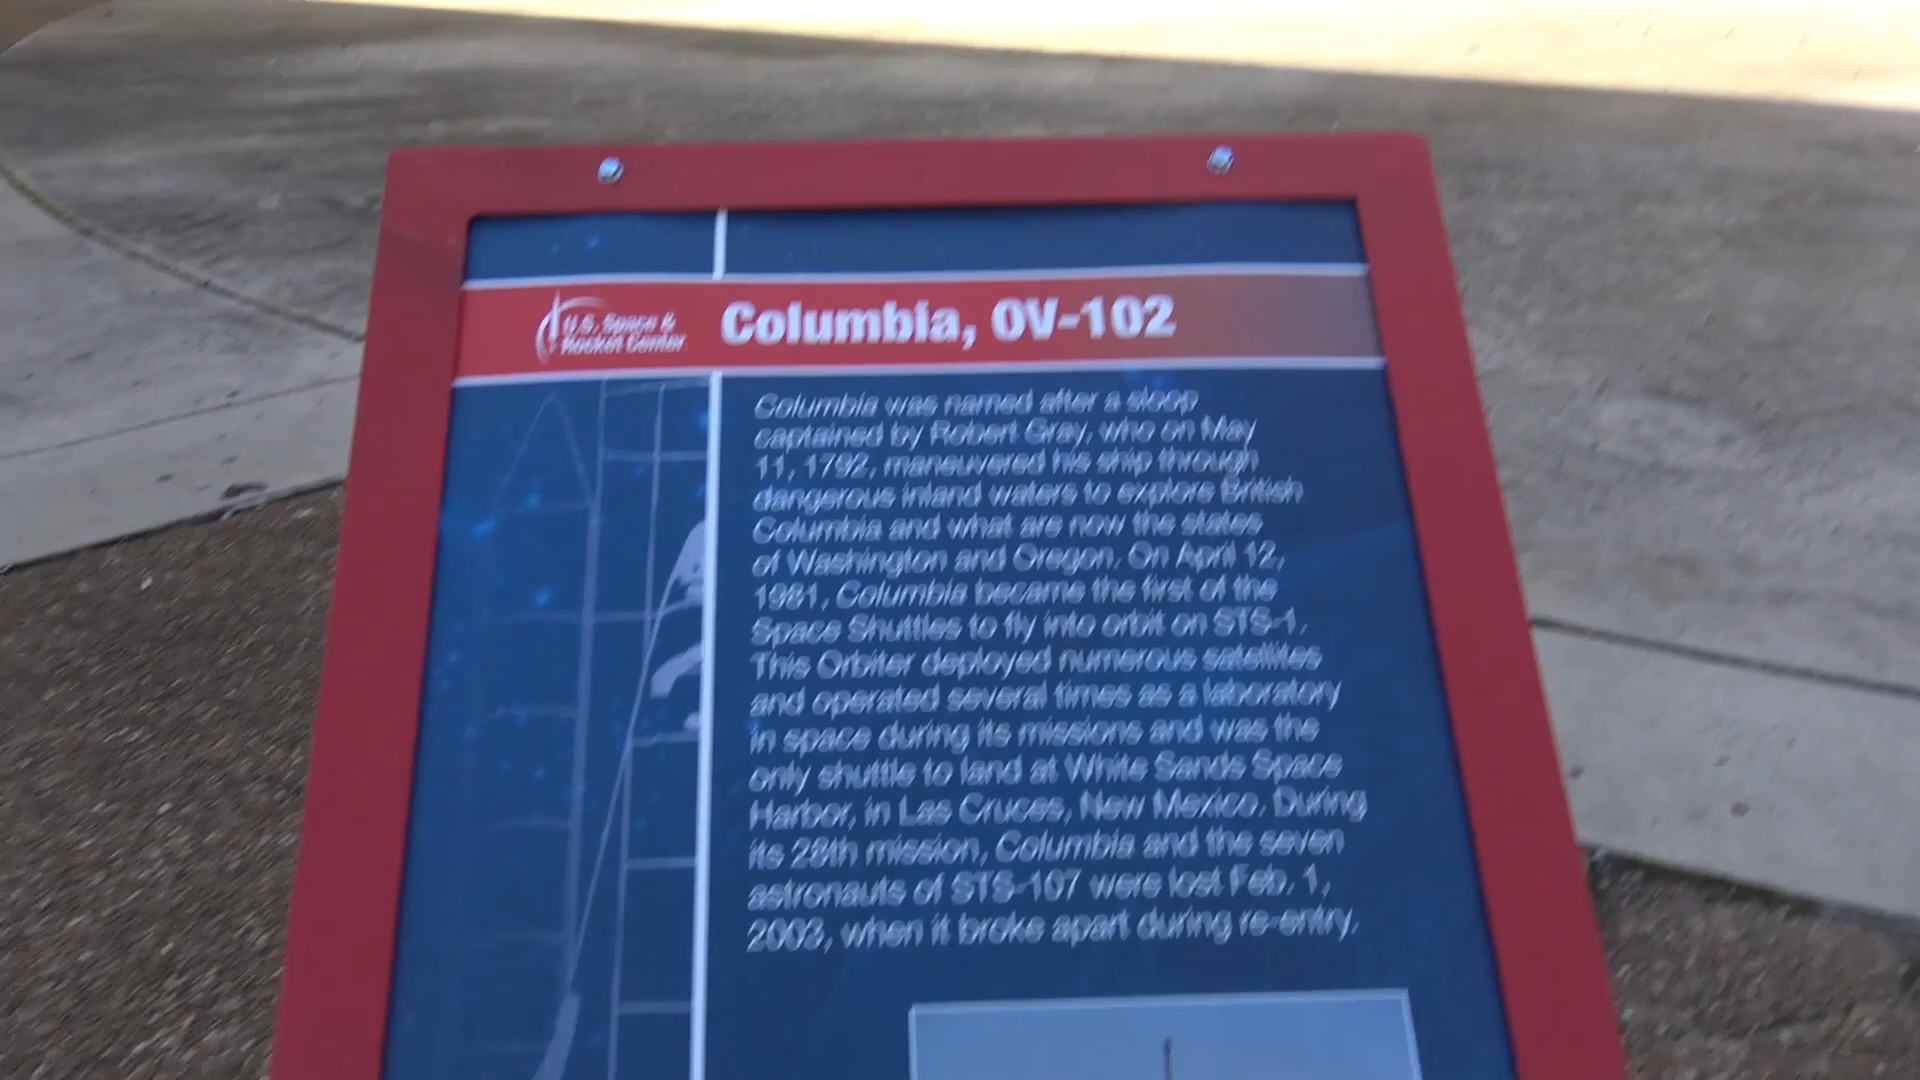 U.S. Space &
Rocket Center
Columbia, OV-102
Columbia was named after a sloop
captained by Robert Gray, who on May
11, 1792, maneuvered his ship through
dangerous inland waters to explore British
Columbia and what are now the states
of Washington and Oregon. On April 12,
1981, Columbia became the first of the
Space Shuttles to fly into orbit on STS-1.
This Orbiter deployed numerous satellites
and operated several times as a laboratory
in space during its missions and was the
only shuttle to land at White Sands Space
Harbor, in Las Cruces, New Mexico. During
its 28th mission, Columbia and the seven
astronauts of STS-107 were lost Feb. 1,
2003, when it broke apart during re-entry.